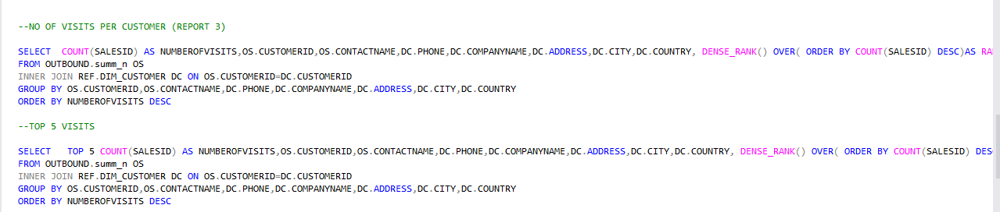 --NO OF VISITS PER CUSTOMER (REPORT 3)
SELECT  COUNT(SALESID) AS NUMBEROFVISITS,OS.CUSTOMERID,OS.CONTACTNAME,DC.PHONE,DC.COMPANYNAME,DC.ADDRESS,DC.CITY,DC.COUNTRY, DENSE_RANK() OVER( ORDER BY COUNT(SALESID) DESC)AS RA
FROM OUTBOUND.summ_n OS
INNER JOIN REF.DIM_CUSTOMER DC ON OS.CUSTOMERID=DC.CUSTOMERID
GROUP BY OS.CUSTOMERID,OS.CONTACTNAME,DC.PHONE,DC.COMPANYNAME,DC.ADDRESS,DC.CITY,DC.COUNTRY
ORDER BY NUMBEROFVISITS DESC
--TOP 5 VISITS
SELECT   TOP 5 COUNT(SALESID) AS NUMBEROFVISITS,OS.CUSTOMERID,OS.CONTACTNAME,DC.PHONE,DC.COMPANYNAME,DC.ADDRESS,DC.CITY,DC.COUNTRY, DENSE_RANK() OVER( ORDER BY COUNT(SALESID) DES
FROM OUTBOUND.summ_n OS
INNER JOIN REF.DIM_CUSTOMER DC ON OS.CUSTOMERID=DC.CUSTOMERID
GROUP BY OS.CUSTOMERID,OS.CONTACTNAME,DC.PHONE,DC.COMPANYNAME,DC.ADDRESS,DC.CITY,DC.COUNTRY
ORDER BY NUMBEROFVISITS DESC